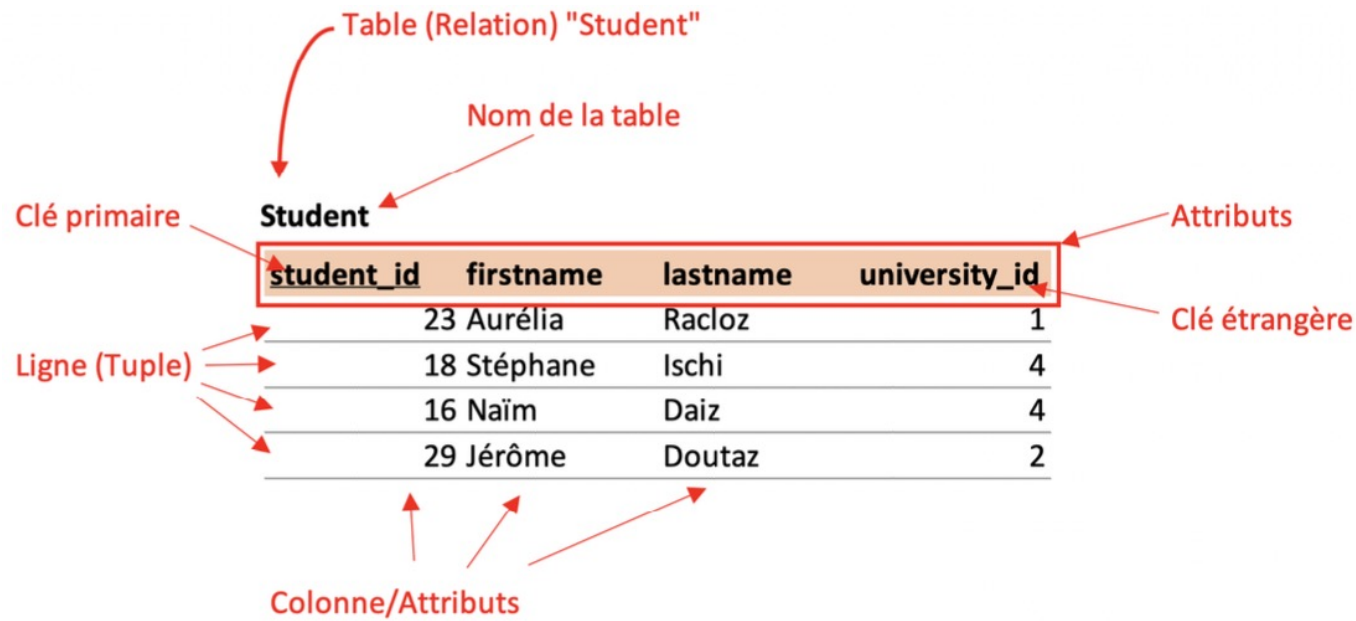 Table (Relation) "Student"
Nom de la table
Clé primaire
Student
Attributs
student_id firstname lastname university_id
Clé étrangère
23 Aurélia Racloz 1
Ligne (Tuple)
18 Stéphane Ischi 4
16 Naïm Daiz 4
29 Jérôme Doutaz 2
Colonne/Attributs